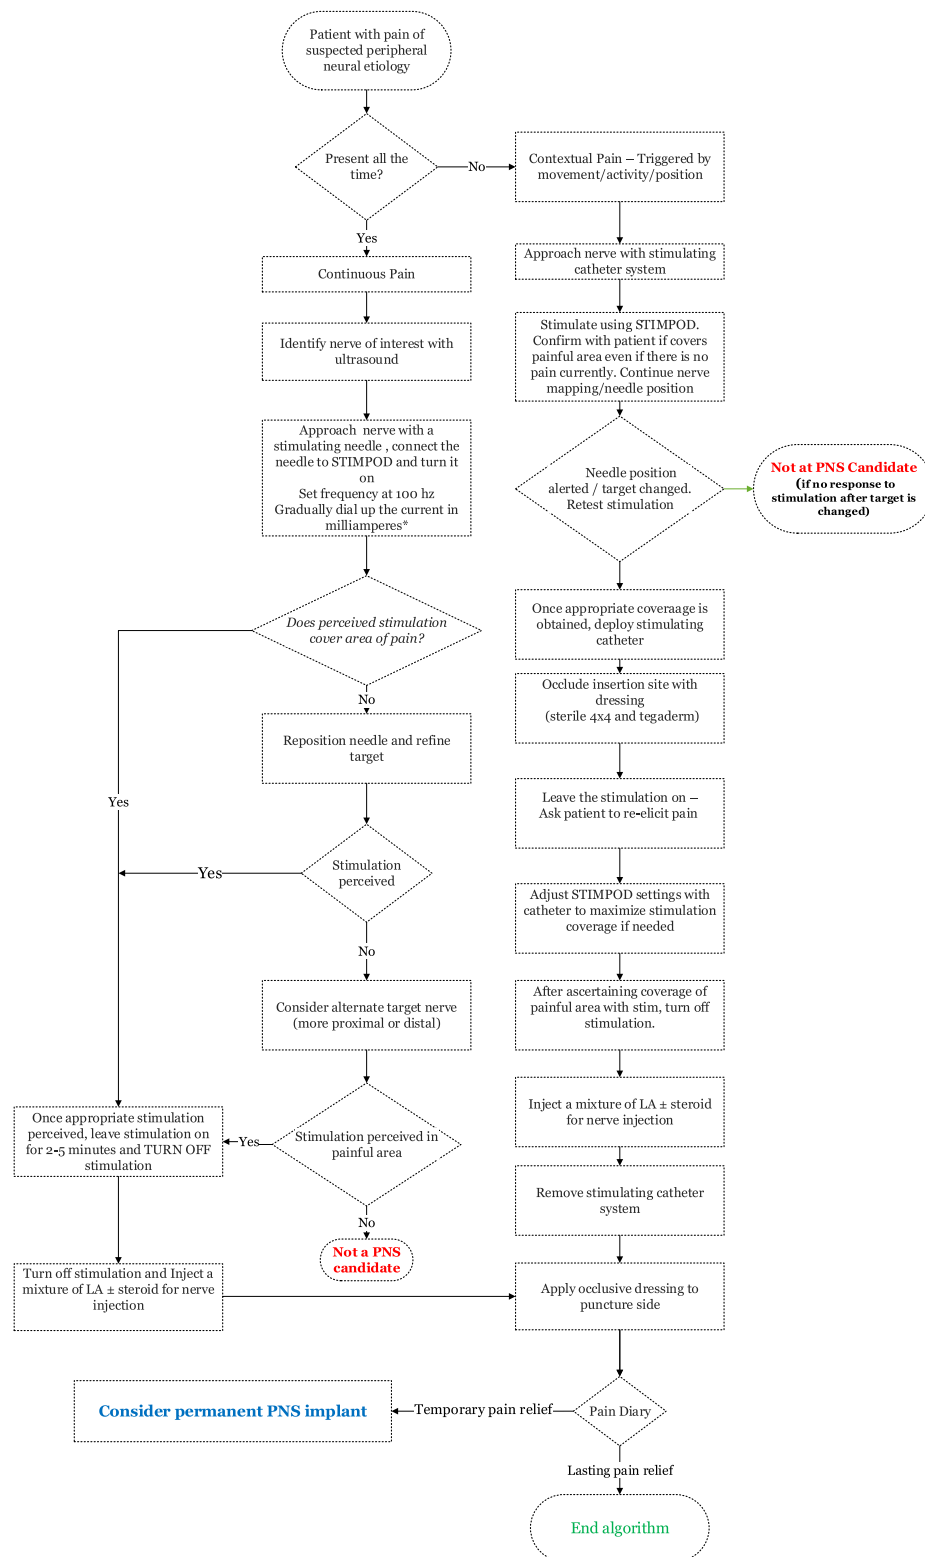 Patient with pain of
suspected peripheral
neural etiology
Present all the
time?
No
Contextual Pain – Triggered by
movement/activity/position
Yes
Continuous Pain
Approach nerve with stimulating
catheter system
Identify nerve of interest with
ultrasound
Stimulate using STIMPOD.
Confirm with patient if covers
painful area even if there is no
pain currently. Continue nerve
mapping/needle position
Approach nerve with a
stimulating needle , connect the
needle to STIMPOD and turn it
on
Set frequency at 100 hz
Gradually dial up the current in
milliamperes*
Needle position
alerted / target changed.
Retest stimulation
Not at PNS Candidate
(if no response to
stimulation after target is
changed)
Does perceived stimulation
cover area of pain?
Once appropriate coveraage is
obtained, deploy stimulating
catheter
No
Occlude insertion site with
dressing
(sterile 4x4 and tegaderm)
Reposition needle and refine
target
Yes
Leave the stimulation on –
Ask patient to re-elicit pain
Stimulation
perceived
Yes
Adjust STIMPOD settings with
catheter to maximize stimulation
coverage if needed
No
Consider alternate target nerve
(more proximal or distal)
After ascertaining coverage of
painful area with stim, turn off
stimulation.
Inject a mixture of LA ± steroid
for nerve injection
Once appropriate stimulation
perceived, leave stimulation on
for 2-5 minutes and TURN OFF
stimulation
Yes
Stimulation perceived in
painful area
Remove stimulating catheter
system
No
Not a PNS
candidate
Turn off stimulation and Inject a
mixture of LA ± steroid for nerve
injection
Apply occlusive dressing to
puncture side
Consider permanent PNS implant
Temporary pain relief
Pain Diary
Lasting pain relief
End algorithm